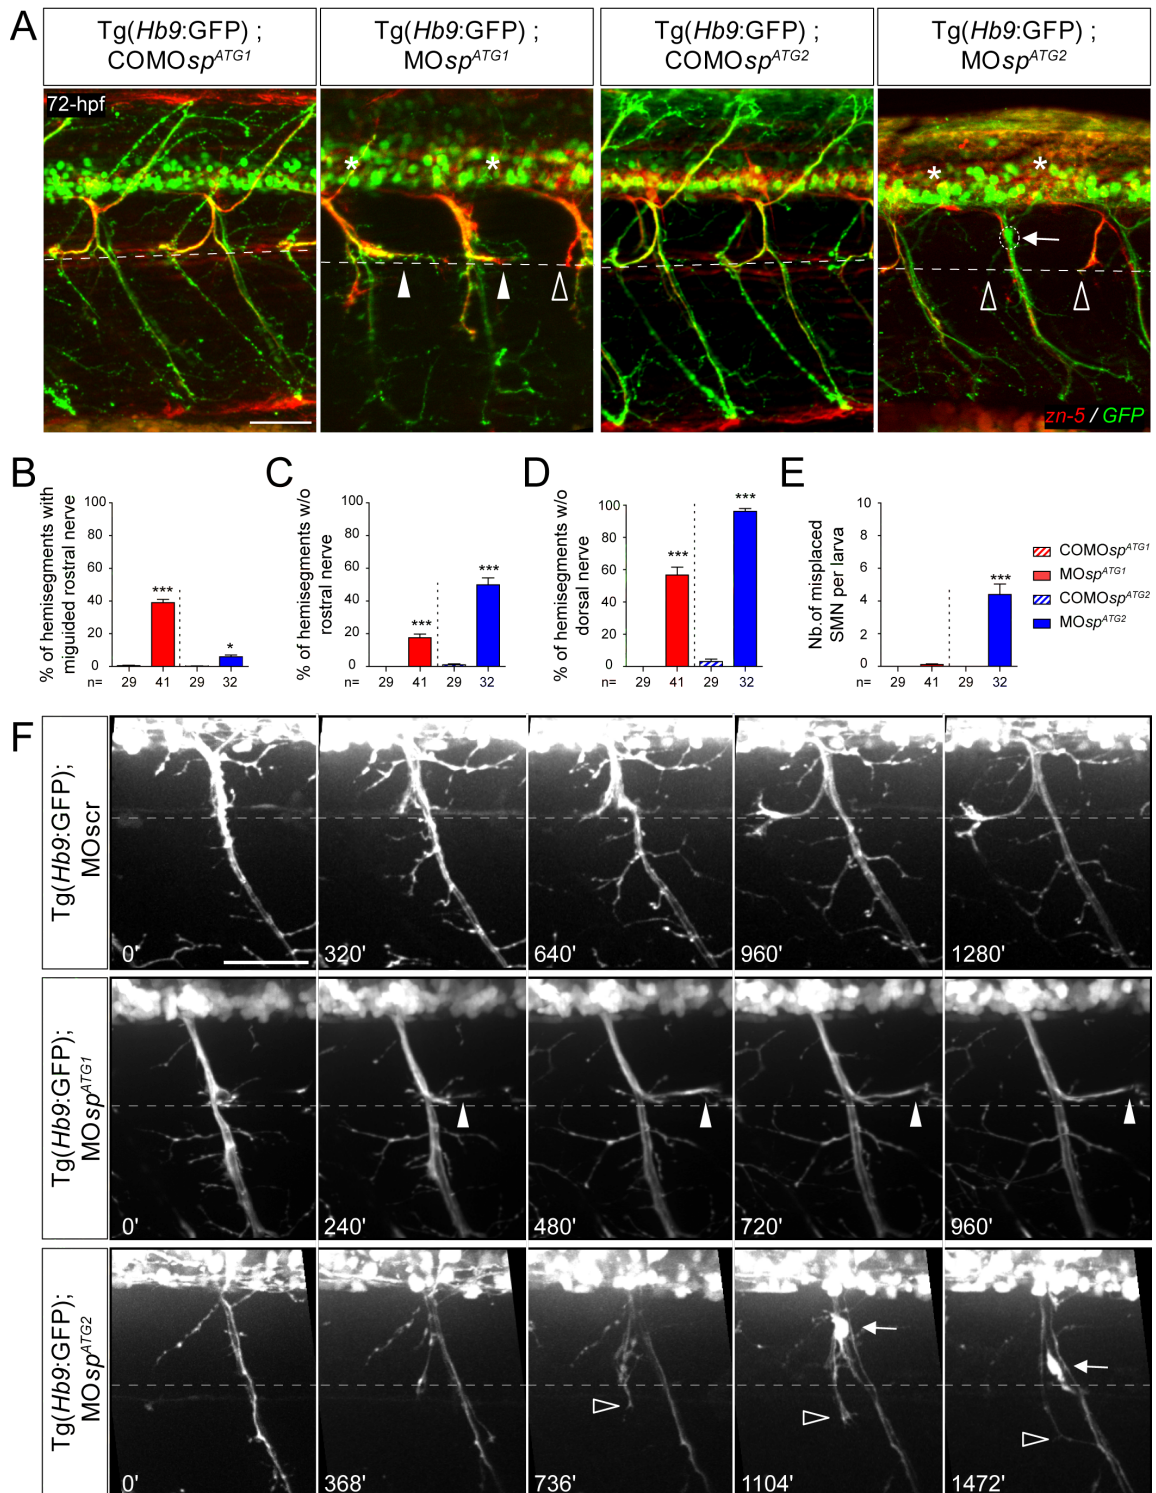 A
Tg(Hb9:GFP) ;
COMOsp^ATG1
Tg(Hb9:GFP) ;
MOsp^ATG1
Tg(Hb9:GFP) ;
COMOsp^ATG2
Tg(Hb9:GFP) ;
MOsp^ATG2
72-hpf
* * * *
zn-5 / GFP
B
% of hemisegments with
miguided rostral nerve
100
80
60
40
20
0
***
*
n= 29 41 29 32
C
% of hemisegments w/o
rostral nerve
100
80
60
40
20
0
***
***
n= 29 41 29 32
D
% of hemisegments w/o
dorsal nerve
100
80
60
40
20
0
***
***
n= 29 41 29 32
E
Nb.of misplaced
SMN per larva
10
8
6
4
2
0
***
n= 29 41 29 32
COMOsp^ATG1
MOsp^ATG1
COMOsp^ATG2
MOsp^ATG2
F
Tg(Hb9:GFP);
MOscr
0' 320' 640' 960' 1280'
Tg(Hb9:GFP);
MOsp^ATG1
0' 240' 480' 720' 960'
Tg(Hb9:GFP);
MOsp^ATG2
0' 368' 736' 1104' 1472'